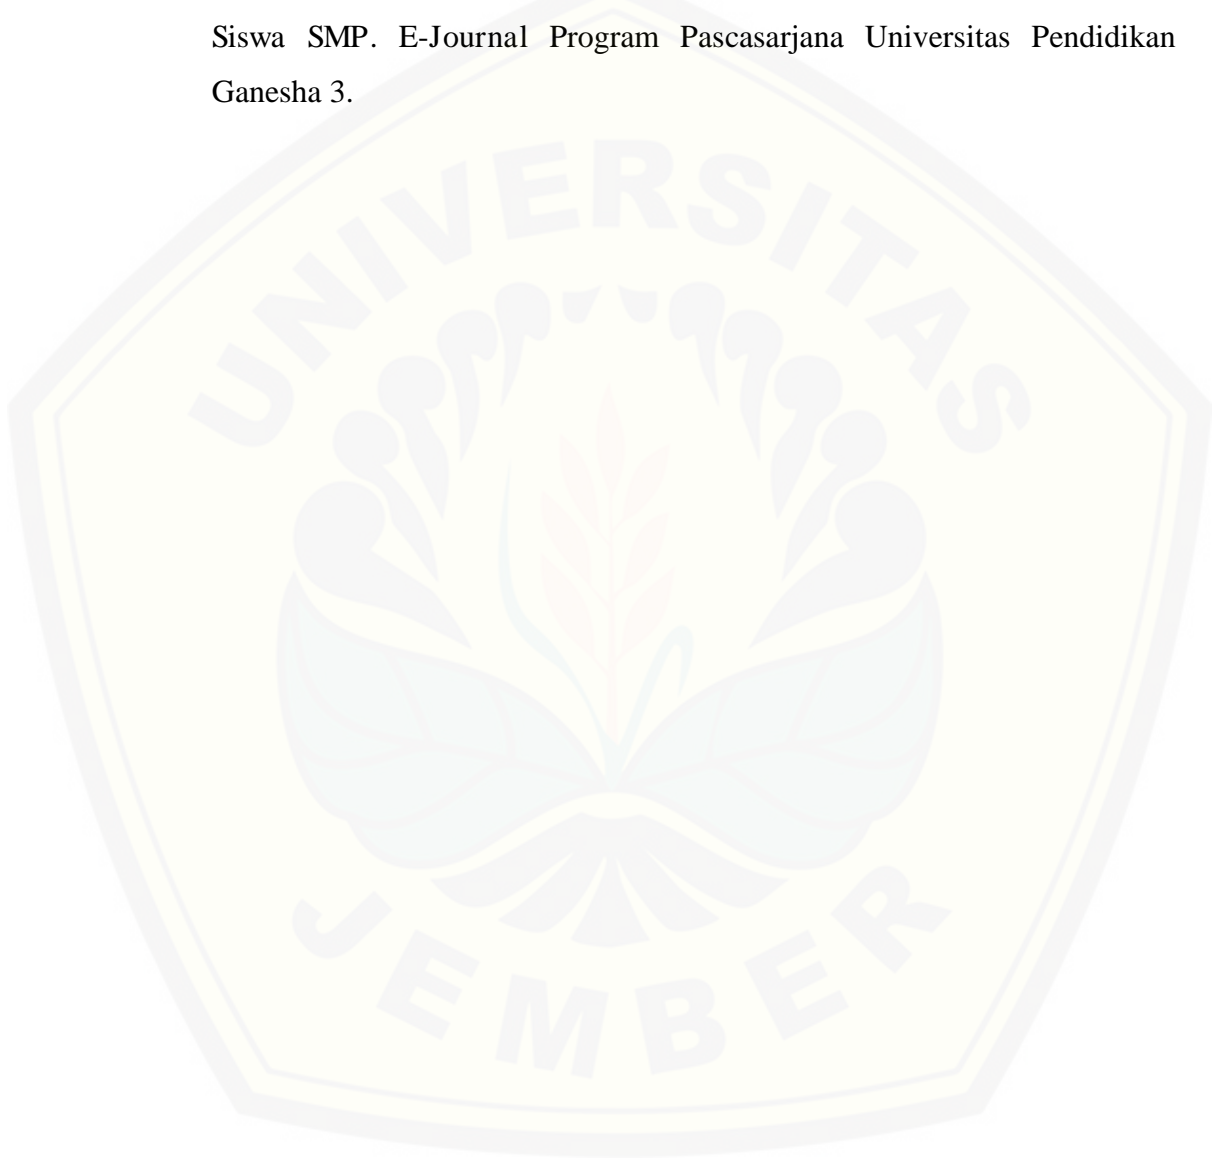 Siswa SMP. E-Journal Program Pascasarjana Universitas Pendidikan
Ganesha 3.
UNIVERSITAS
JEMBER